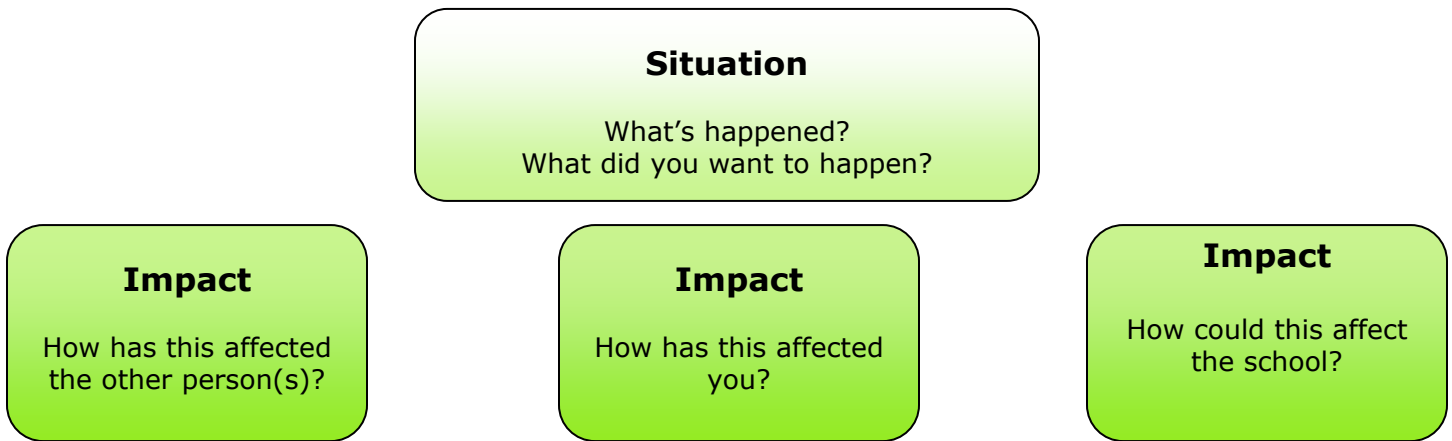 Situation
What’s happened?
What did you want to happen?
Impact
How has this affected
the other person(s)?
Impact
How has this affected
you?
Impact
How could this affect
the school?